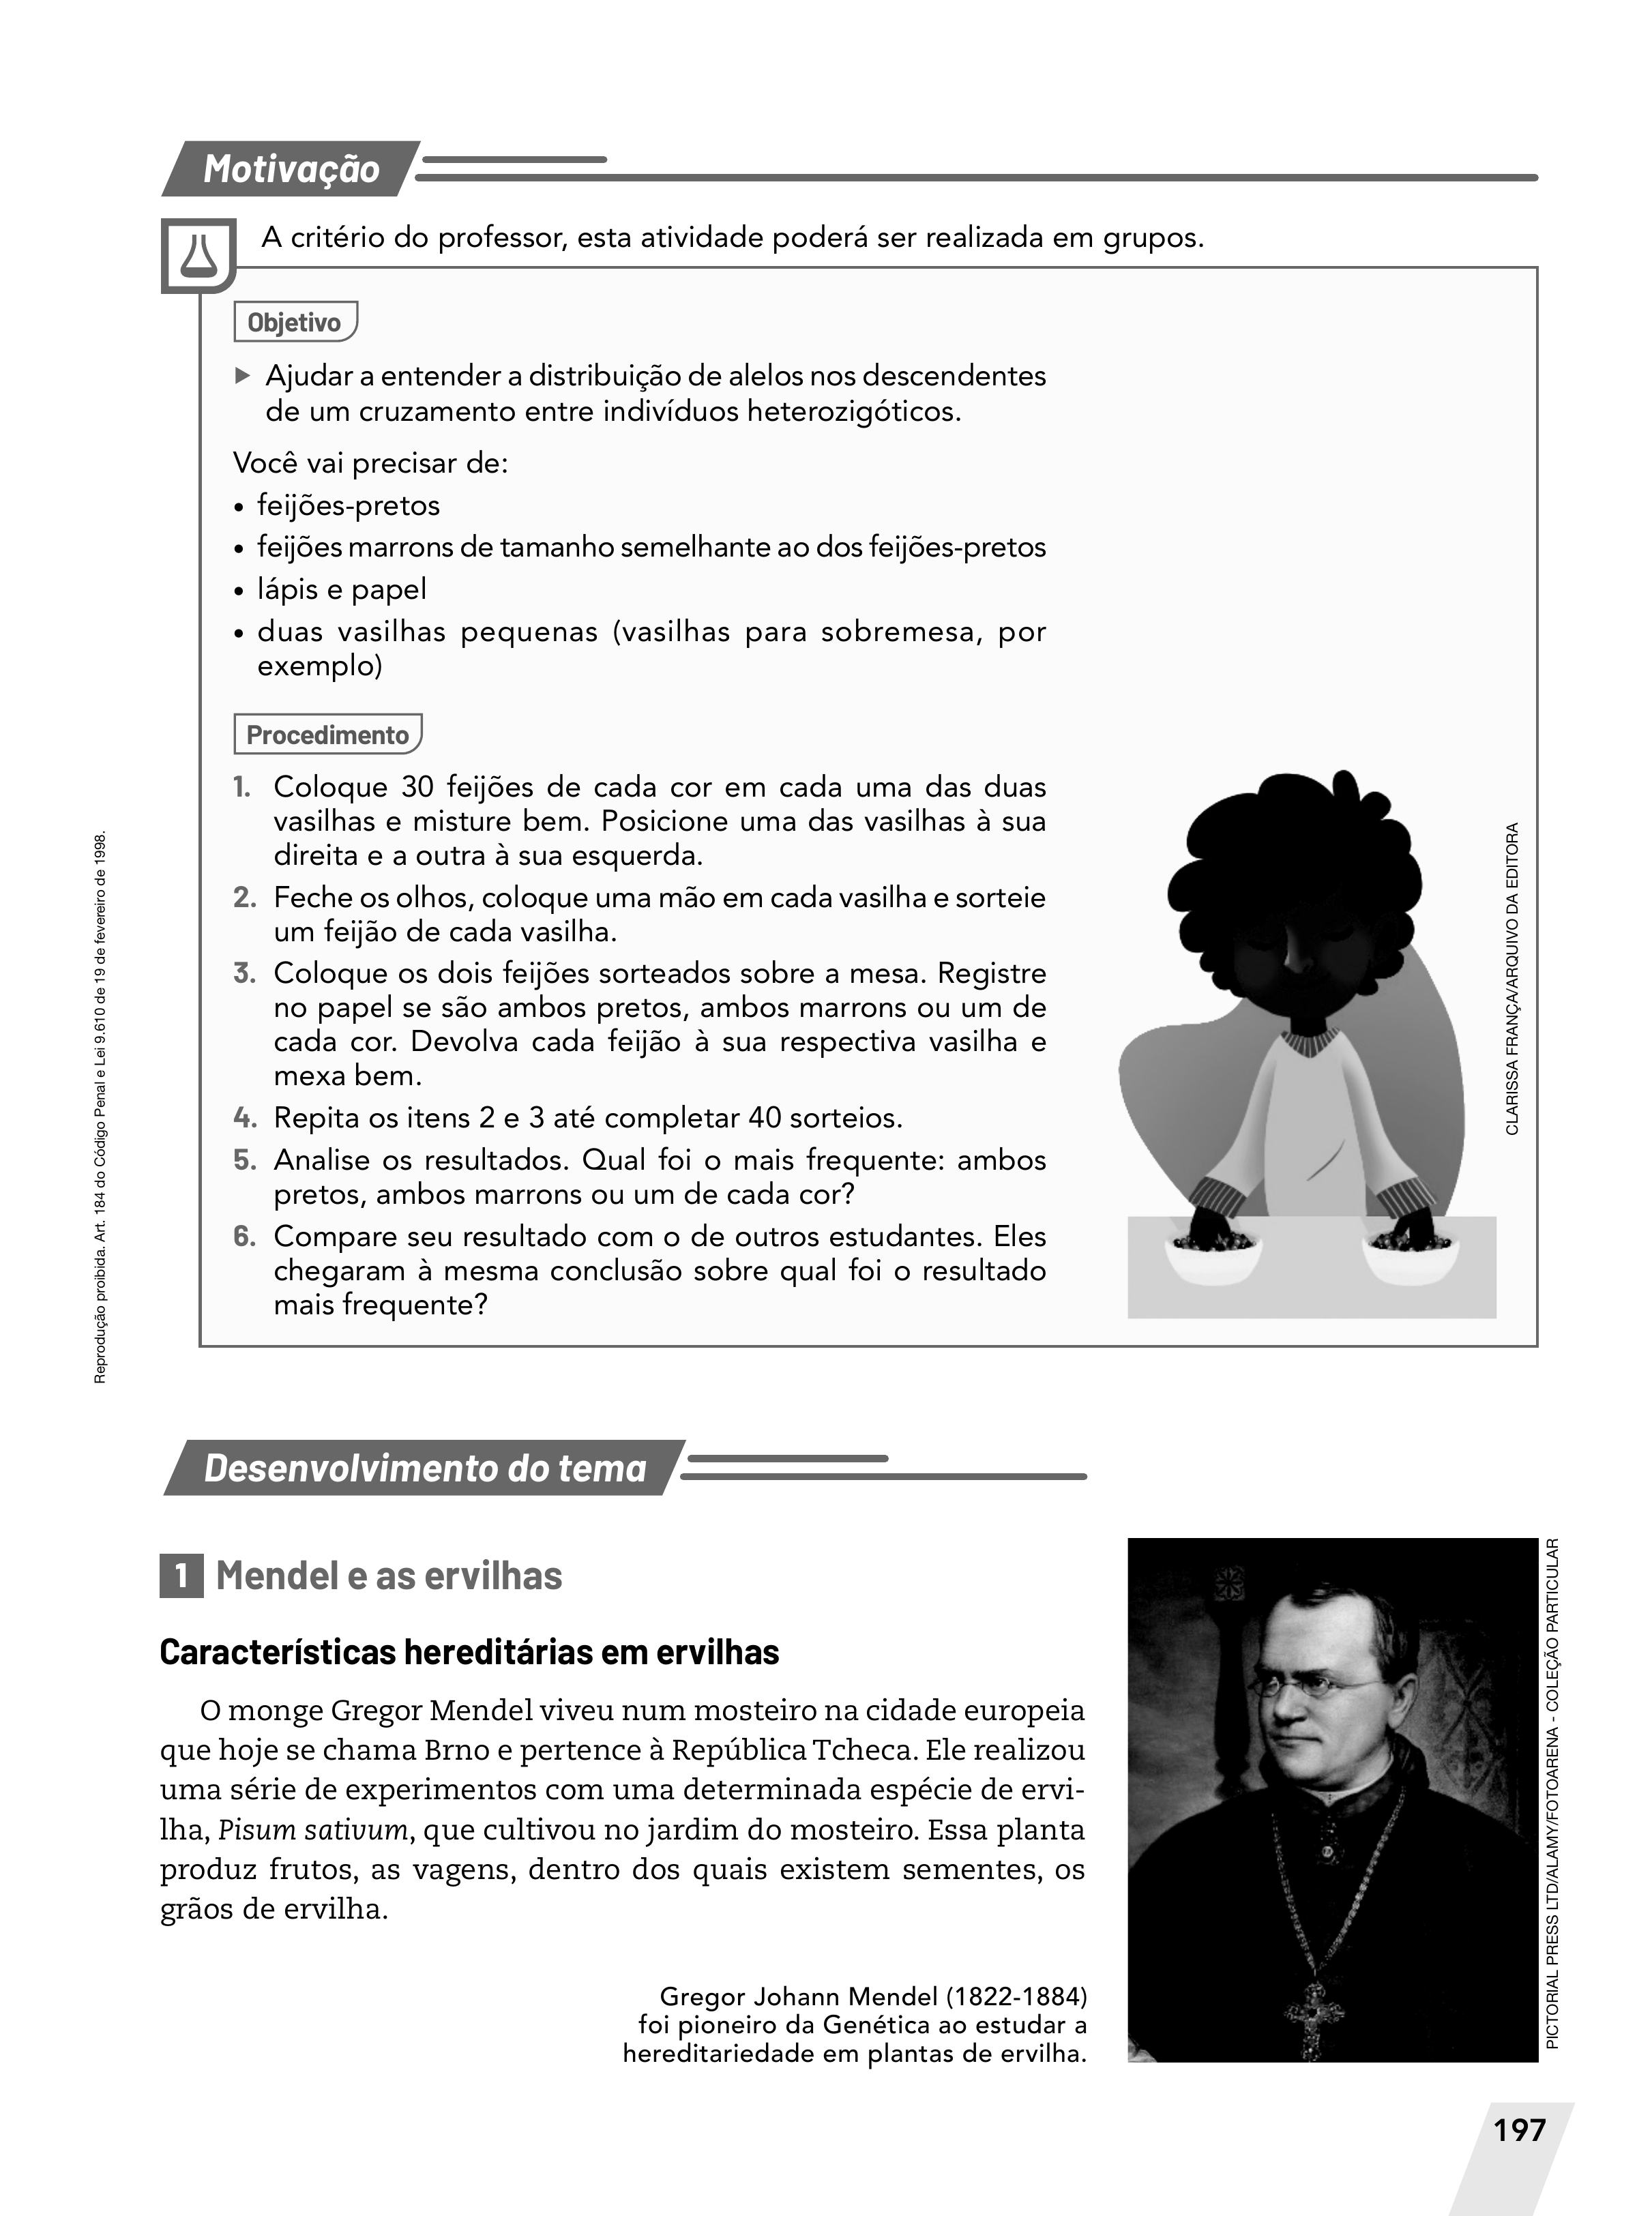 Motivação
A critério do professor, esta atividade poderá ser realizada em grupos.
Objetivo
Ajudar a entender a distribuição de alelos nos descendentes
de um cruzamento entre indivíduos heterozigóticos.
Você vai precisar de:
• feijões-pretos
• feijões marrons de tamanho semelhante ao dos feijões-pretos
• lápis e papel
• duas vasilhas pequenas (vasilhas para sobremesa, por
exemplo)
Procedimento
1. Coloque 30 feijões de cada cor em cada uma das duas
vasilhas e misture bem. Posicione uma das vasilhas à sua
direita e a outra à sua esquerda.
2. Feche os olhos, coloque uma mão em cada vasilha e sorteie
um feijão de cada vasilha.
3. Coloque os dois feijões sorteados sobre a mesa. Registre
no papel se são ambos pretos, ambos marrons ou um de
cada cor. Devolva cada feijão à sua respectiva vasilha e
mexa bem.
4. Repita os itens 2 e 3 até completar 40 sorteios.
5. Analise os resultados. Qual foi o mais frequente: ambos
pretos, ambos marrons ou um de cada cor?
6. Compare seu resultado com o de outros estudantes. Eles
chegaram à mesma conclusão sobre qual foi o resultado
mais frequente?
CLARISSA FRANÇA/ARQUIVO DA EDITORA
Reprodução proibida. Art. 184 do Código Penal e Lei 9.610 de 19 de fevereiro de 1998.
Desenvolvimento do tema
1 Mendel e as ervilhas
Características hereditárias em ervilhas
O monge Gregor Mendel viveu num mosteiro na cidade europeia
que hoje se chama Brno e pertence à República Tcheca. Ele realizou
uma série de experimentos com uma determinada espécie de ervi-
lha, Pisum sativum, que cultivou no jardim do mosteiro. Essa planta
produz frutos, as vagens, dentro dos quais existem sementes, os
grãos de ervilha.
Gregor Johann Mendel (1822-1884)
foi pioneiro da Genética ao estudar a
hereditariedade em plantas de ervilha.
PICTORIAL PRESS LTD/ALAMY/FOTOARENA - COLEÇÃO PARTICULAR
197